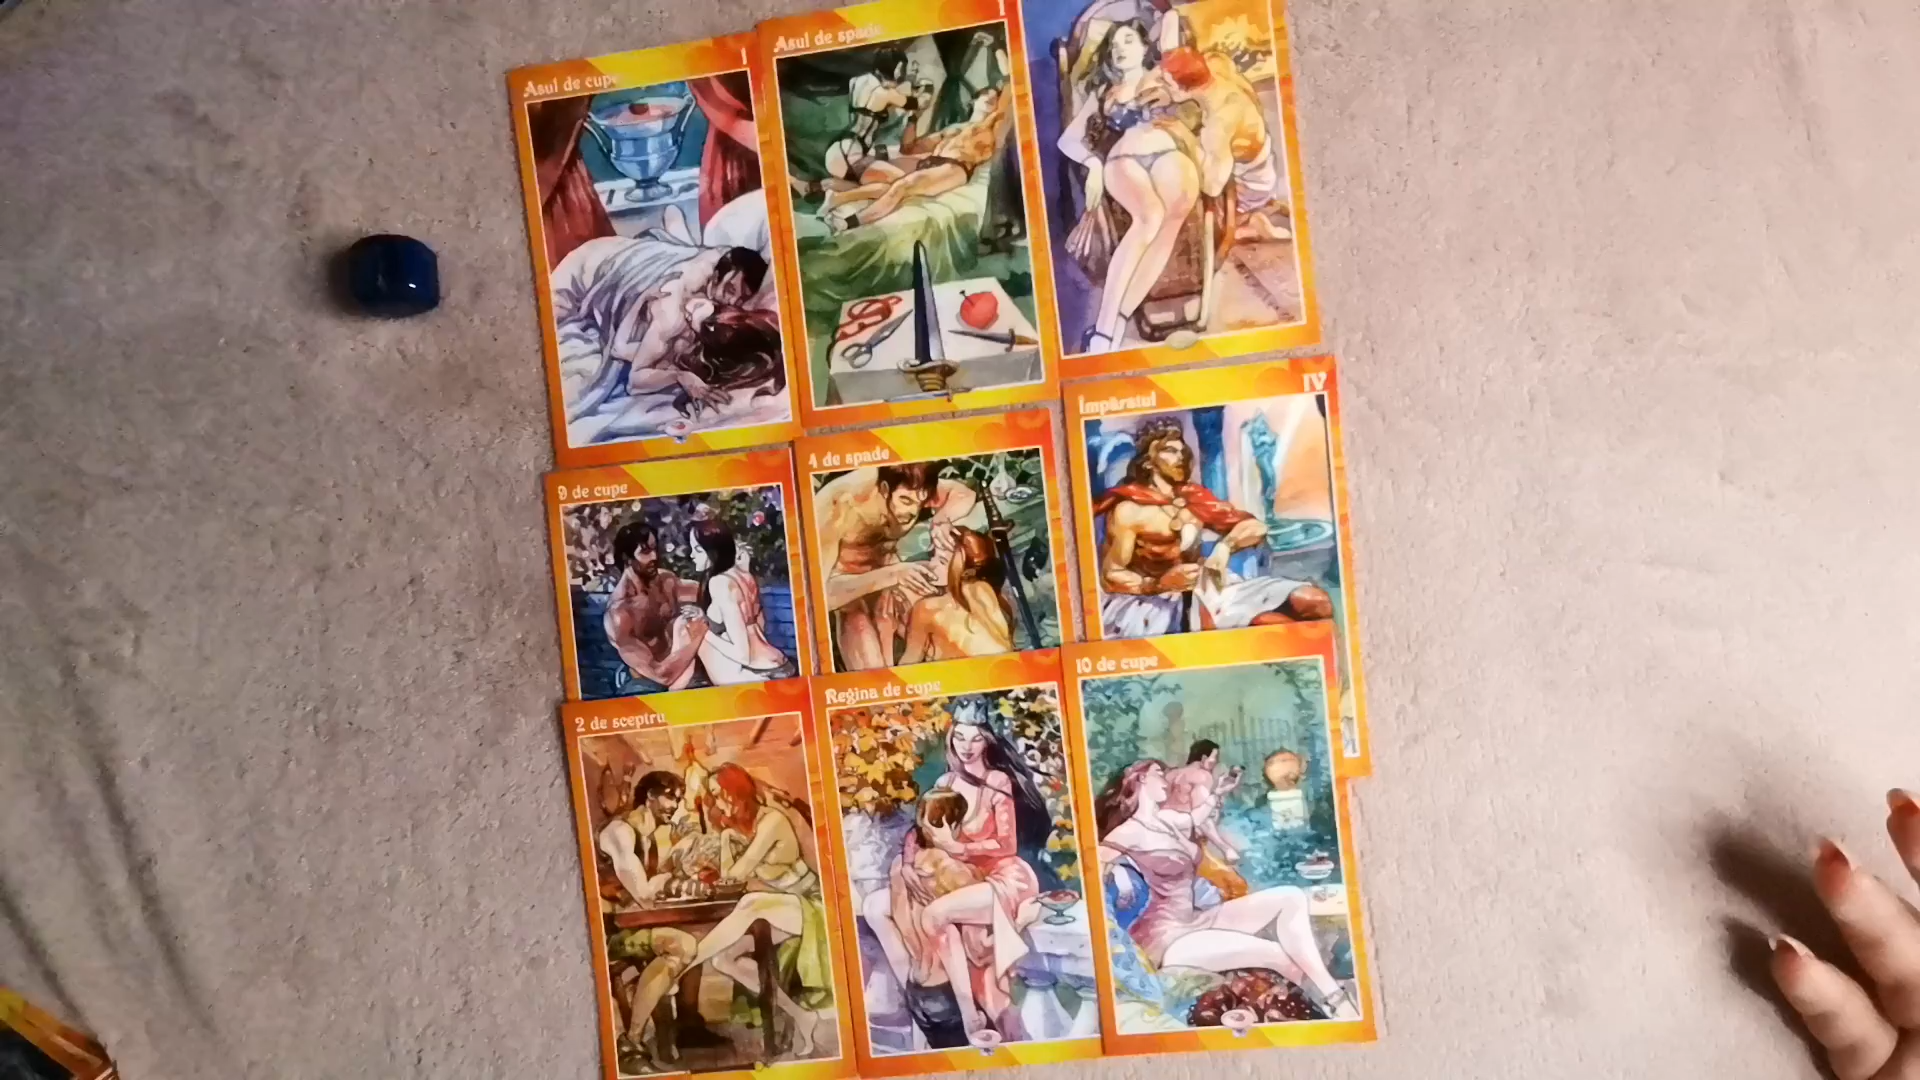 Asul de cupe
I
Asul de spade
I
9 de cupe
4 de spade
Împăratul
IV
2 de sceptru
Regina de cupe
10 de cupe